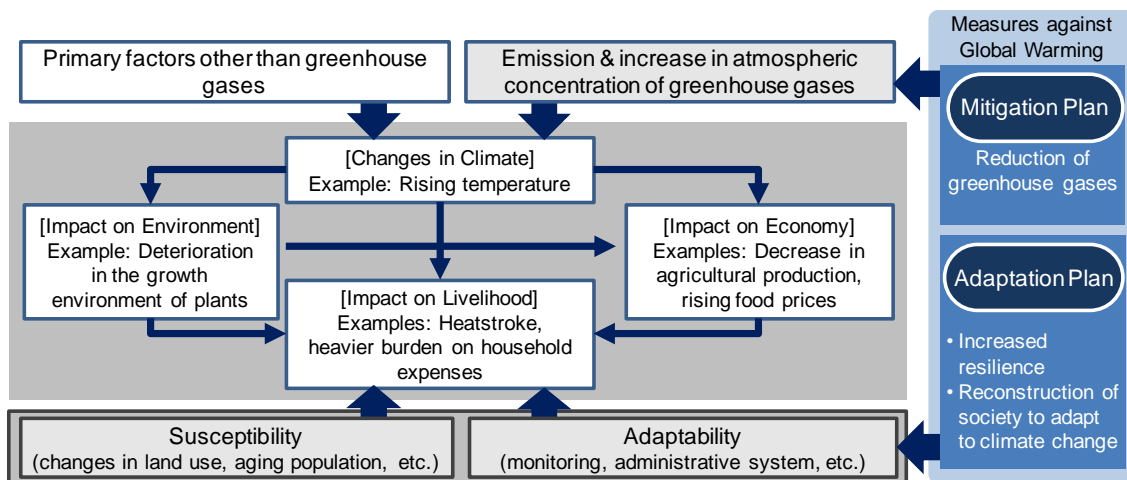 Primary factors other than greenhouse
gases
Emission & increase in atmospheric
concentration of greenhouse gases
Measures against
Global Warming
Mitigation Plan
Reduction of
greenhouse gases
[Changes in Climate]
Example: Rising temperature
[Impact on Environment]
Example: Deterioration
in the growth
environment of plants
[Impact on Economy]
Examples: Decrease in
agricultural production,
rising food prices
[Impact on Livelihood]
Examples: Heatstroke,
heavier burden on household
expenses
Adaptation Plan
• Increased
resilience
• Reconstruction of
society to adapt
to climate change
Susceptibility
(changes in land use, aging population, etc.)
Adaptability
(monitoring, administrative system, etc.)